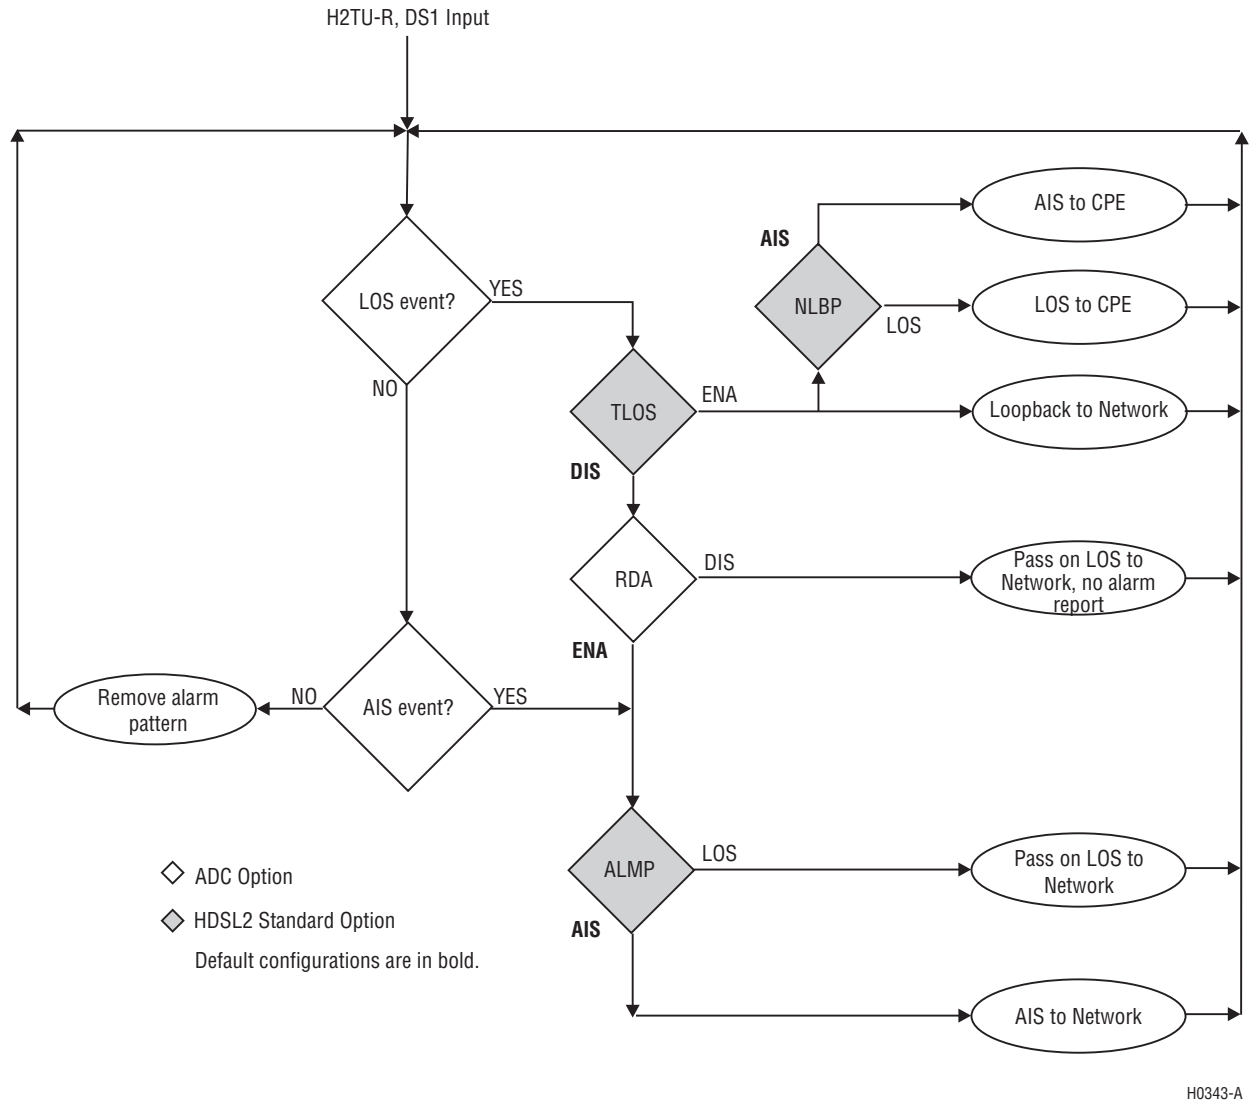 H2TU-R, DS1 Input
AIS to CPE
AIS
LOS event?
YES
NLBP
LOS
LOS to CPE
NO
TLOS
ENA
Loopback to Network
DIS
RDA
DIS
Pass on LOS to
Network, no alarm
report
ENA
Remove alarm
pattern
NO
AIS event?
YES
ALMP
LOS
Pass on LOS to
Network
AIS
ADC Option
HDSL2 Standard Option
Default configurations are in bold.
AIS to Network
H0343-A